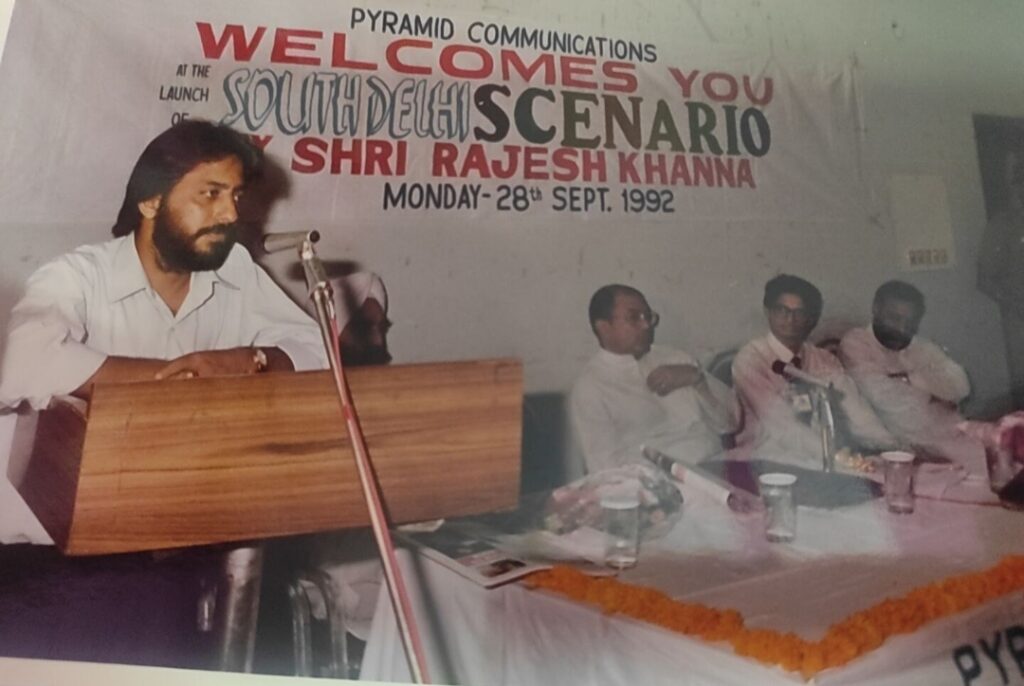 PYRAMID COMMUNICATIONS
WELCOMES YOU
AT THE
LAUNCH
OF
SOUTH DELHI SCENARIO
SHRI RAJESH KHANNA
MONDAY - 28th SEPT. 1992
PYR